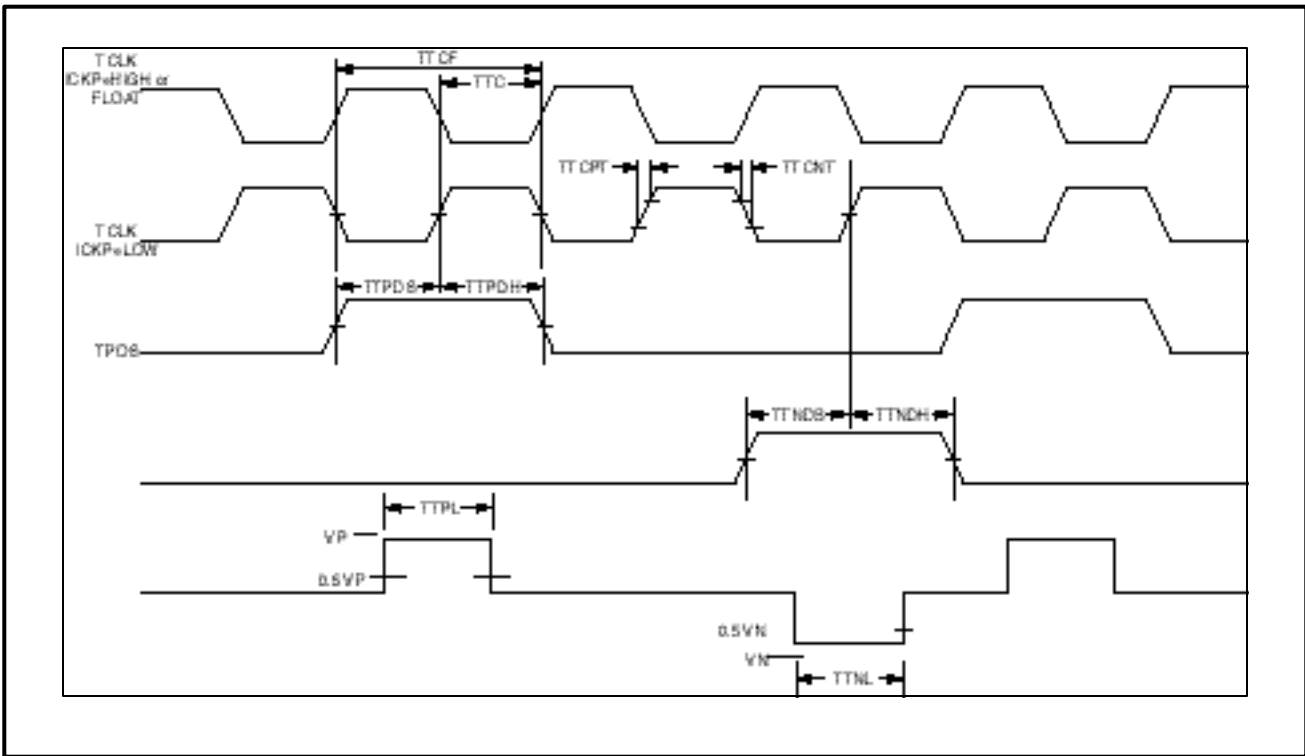 TCLK
ICKP=HIGH or
FLOAT
TTCF
TTC
TTCPT
TTCNT
TCLK
ICKP=LOW
TTPDS
TTPDH
TPDS
TTNDS
TTNDH
TTPL
VP
0.5VP
0.5VN
VN
TTNL